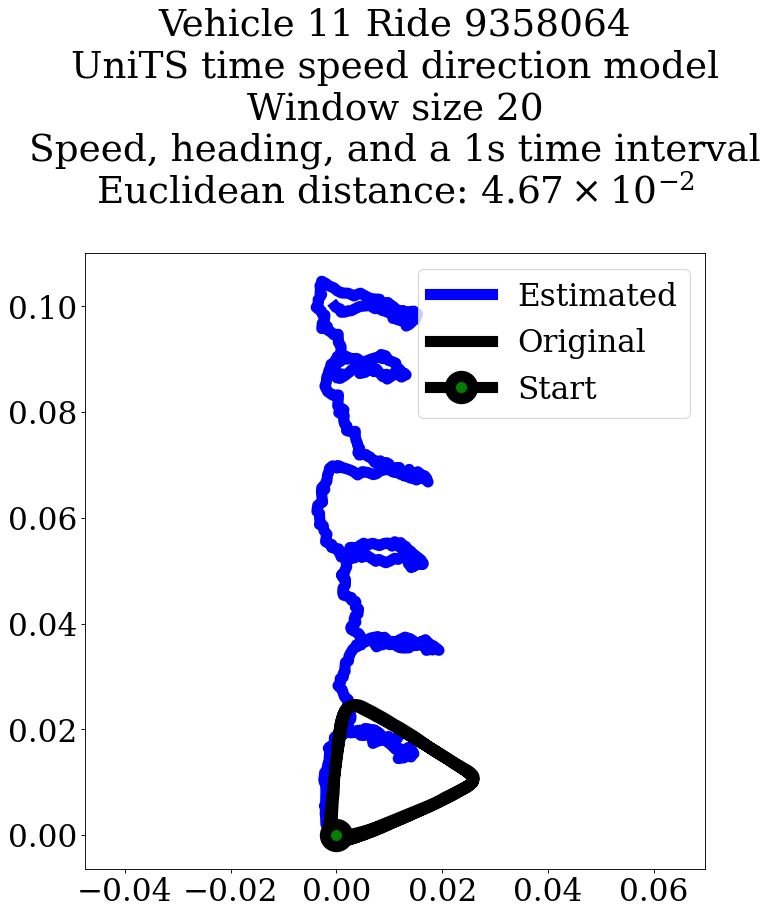 Vehicle 11 Ride 9358064
UniTS time speed direction model
Window size 20
Speed, heading, and a 1s time interval
Euclidean distance: 4.67 × 10⁻²
Estimated
Original
Start
0.10
0.08
0.06
0.04
0.02
0.00
−0.04 −0.02 0.00 0.02 0.04 0.06